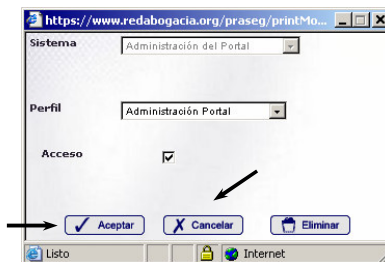 https://www.redabogacia.org/praseg/printMo...
Sistema
Administración del Portal
Perfil
Administración Portal
Acceso
Aceptar
Cancelar
Eliminar
Listo
Internet